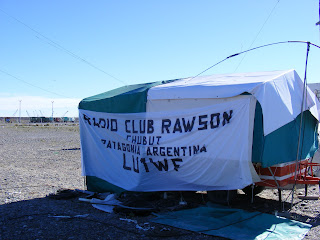 RADIO CLUB RAWSON
CHUBUT
PATAGONIA ARGENTINA
LU1WF